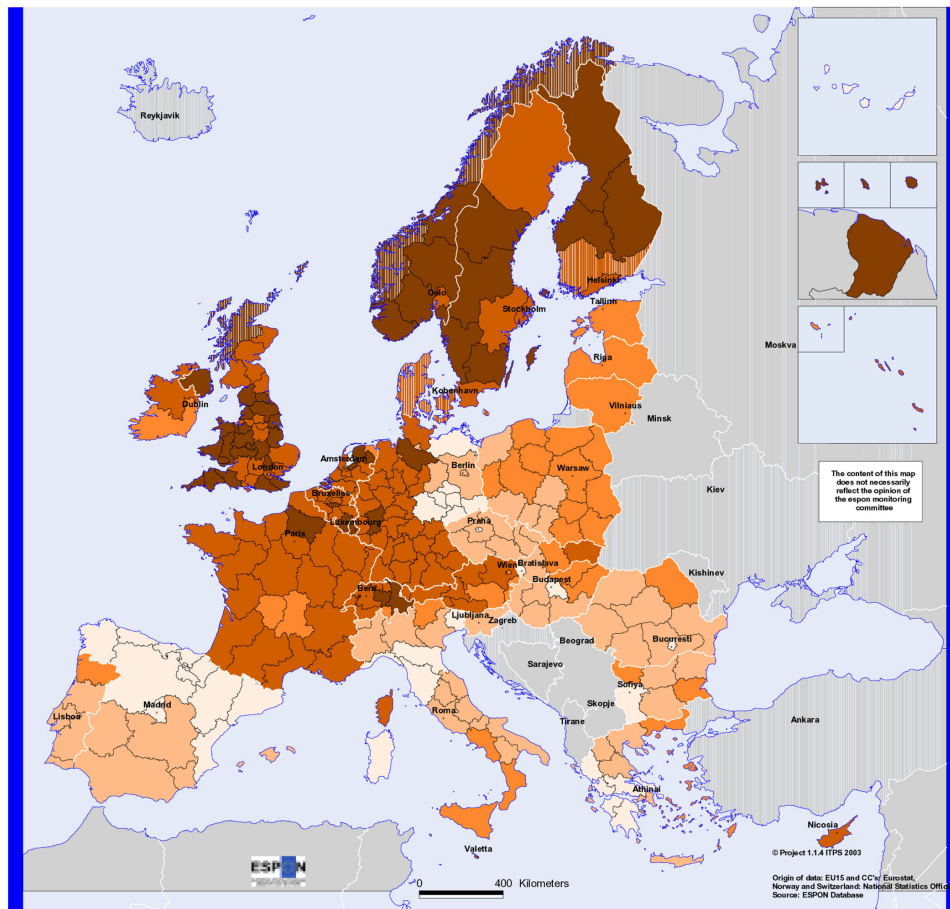 Reykjavik
Helsinki
Oslo
Tallinn
Stockholm
Moskva
Riga
Kobenhavn
Dublin
Vilniaus
Minsk
Amsterdam
London
Berlin
Warsaw
The content of this map
does not necessarily
reflect the opinion of
the espon monitoring
committee
Bruxelles
Kiev
Luxembourg
Praha
Paris
Wien
Bratislava
Kishinev
Budapest
Bern
Ljubljana
Zagreb
Beograd
Bucuresti
Sarajevo
Sofiya
Madrid
Skopje
Lisboa
Roma
Tirane
Ankara
Athinai
Nicosia
Valetta
© Project 1.1.4 ITPS 2003
ESPON
Origin of data: EU15 and CC's: Eurostat,
Norway and Switzerland: National Statistics Offic
Source: ESPON Database
0 400 Kilometers